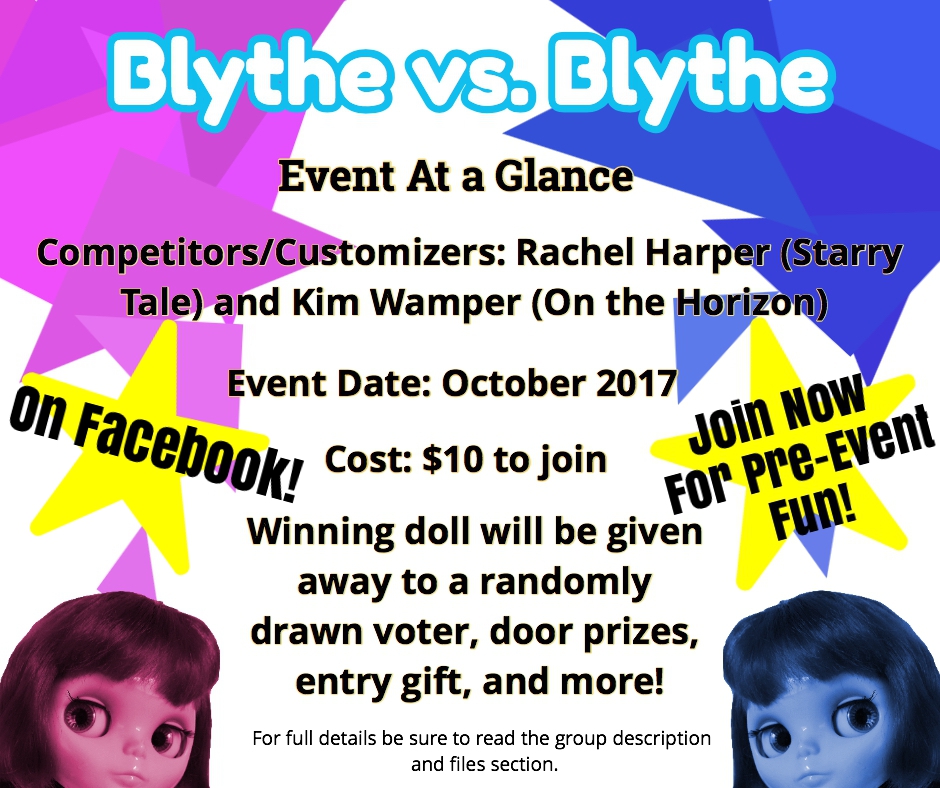 Blythe vs. Blythe
Event At a Glance
Competitors/Customizers: Rachel Harper (Starry
Tale) and Kim Wamper (On the Horizon)
Event Date: October 2017
On Facebook!
Cost: $10 to join
Join Now
For Pre-Event
Fun!
Winning doll will be given
away to a randomly
drawn voter, door prizes,
entry gift, and more!
For full details be sure to read the group description
and files section.